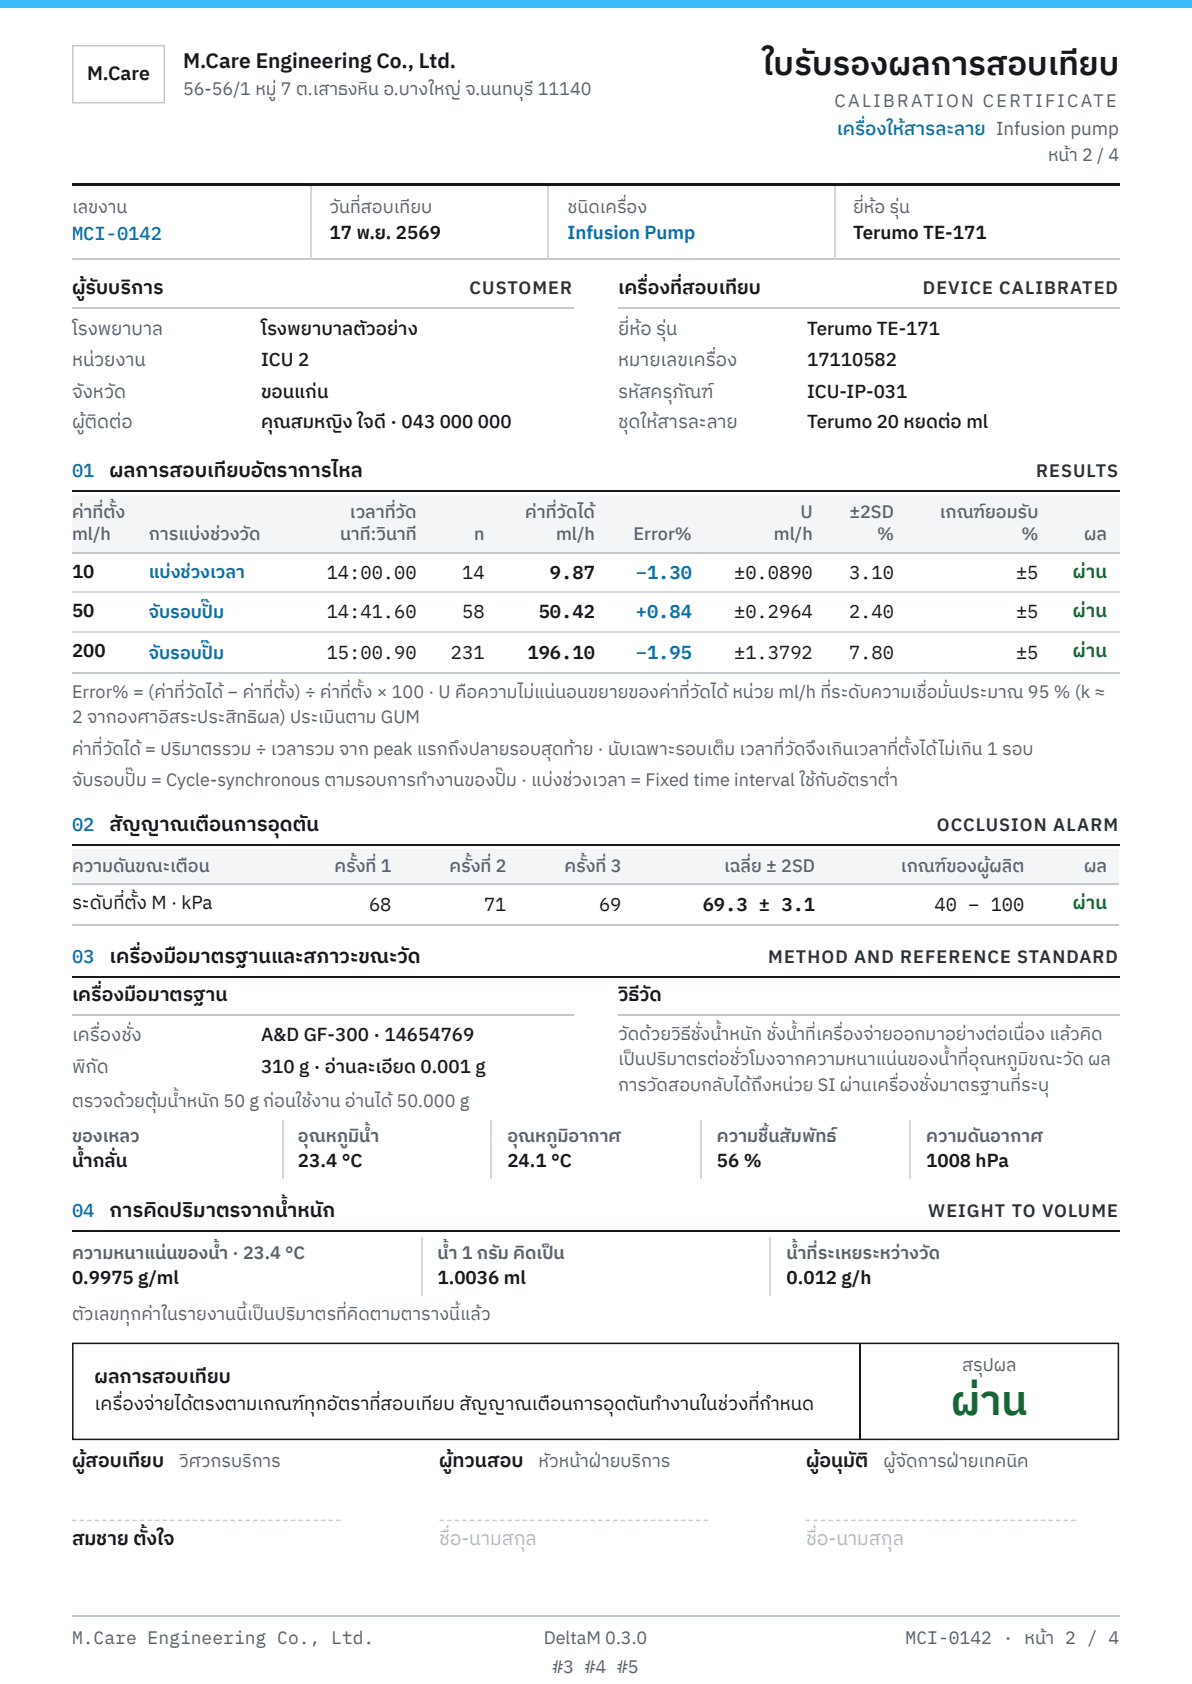 M.Care
M.Care Engineering Co., Ltd.
56-56/1 หมู่ 7 ต.เสาธงหิน อ.บางใหญ่ จ.นนทบุรี 11140
ใบรับรองผลการสอบเทียบ
CALIBRATION CERTIFICATE
เครื่องให้สารละลาย Infusion pump
หน้า 2 / 4
เลขงาน วันที่สอบเทียบ ชนิดเครื่อง ยี่ห้อ รุ่น
MCI-0142 17 พ.ย. 2569 Infusion Pump Terumo TE-171
ผู้รับบริการ CUSTOMER
โรงพยาบาล โรงพยาบาลตัวอย่าง
หน่วยงาน ICU 2
จังหวัด ขอนแก่น
ผู้ติดต่อ คุณสมหญิง ใจดี · 043 000 000
เครื่องที่สอบเทียบ DEVICE CALIBRATED
ยี่ห้อ รุ่น Terumo TE-171
หมายเลขเครื่อง 17110582
รหัสครุภัณฑ์ ICU-IP-031
ชุดให้สารละลาย Terumo 20 หยดต่อ ml
01 ผลการสอบเทียบอัตราการไหล RESULTS
ค่าที่ตั้ง เวลาที่วัด ค่าที่วัดได้ U ±2SD เกณฑ์ยอมรับ
ml/h การแบ่งช่วงวัด นาที:วินาที n ml/h Error% ml/h % % ผล
10 แบ่งช่วงเวลา 14:00.00 14 9.87 −1.30 ±0.0890 3.10 ±5 ผ่าน
50 จับรอบปั๊ม 14:41.60 58 50.42 +0.84 ±0.2964 2.40 ±5 ผ่าน
200 จับรอบปั๊ม 15:00.90 231 196.10 −1.95 ±1.3792 7.80 ±5 ผ่าน
Error% = (ค่าที่วัดได้ − ค่าที่ตั้ง) ÷ ค่าที่ตั้ง × 100 · U คือความไม่แน่นอนขยายของค่าที่วัดได้ หน่วย ml/h ที่ระดับความเชื่อมั่นประมาณ 95 % (k ≈
2 จากองศาอิสระประสิทธิผล) ประเมินตาม GUM
ค่าที่วัดได้ = ปริมาตรรวม ÷ เวลารวม จาก peak แรกถึงปลายรอบสุดท้าย · นับเฉพาะรอบเต็ม เวลาที่วัดจึงเกินเวลาที่ตั้งได้ไม่เกิน 1 รอบ
จับรอบปั๊ม = Cycle-synchronous ตามรอบการทำงานของปั๊ม · แบ่งช่วงเวลา = Fixed time interval ใช้กับอัตราต่ำ
02 สัญญาณเตือนการอุดตัน OCCLUSION ALARM
ความดันขณะเตือน ครั้งที่ 1 ครั้งที่ 2 ครั้งที่ 3 เฉลี่ย ± 2SD เกณฑ์ของผู้ผลิต ผล
ระดับที่ตั้ง M · kPa 68 71 69 69.3 ± 3.1 40 − 100 ผ่าน
03 เครื่องมือมาตรฐานและสภาวะขณะวัด METHOD AND REFERENCE STANDARD
เครื่องมือมาตรฐาน
เครื่องชั่ง A&D GF-300 · 14654769
พิกัด 310 g · อ่านละเอียด 0.001 g
ตรวจด้วยตุ้มน้ำหนัก 50 g ก่อนใช้งาน อ่านได้ 50.000 g
วิธีวัด
วัดด้วยวิธีชั่งน้ำหนัก ชั่งน้ำที่เครื่องจ่ายออกมาอย่างต่อเนื่อง แล้วคิด
เป็นปริมาตรต่อชั่วโมงจากความหนาแน่นของน้ำที่อุณหภูมิขณะวัด ผล
การวัดสอบกลับได้ถึงหน่วย SI ผ่านเครื่องชั่งมาตรฐานที่ระบุ
ของเหลว อุณหภูมิน้ำ อุณหภูมิอากาศ ความชื้นสัมพัทธ์ ความดันอากาศ
น้ำกลั่น 23.4 °C 24.1 °C 56 % 1008 hPa
04 การคิดปริมาตรจากน้ำหนัก WEIGHT TO VOLUME
ความหนาแน่นของน้ำ · 23.4 °C น้ำ 1 กรัม คิดเป็น น้ำที่ระเหยระหว่างวัด
0.9975 g/ml 1.0036 ml 0.012 g/h
ตัวเลขทุกค่าในรายงานนี้เป็นปริมาตรที่คิดตามตารางนี้แล้ว
ผลการสอบเทียบ
เครื่องจ่ายได้ตรงตามเกณฑ์ทุกอัตราที่สอบเทียบ สัญญาณเตือนการอุดตันทำงานในช่วงที่กำหนด
สรุปผล
ผ่าน
ผู้สอบเทียบ วิศวกรบริการ ผู้ทวนสอบ หัวหน้าฝ่ายบริการ ผู้อนุมัติ ผู้จัดการฝ่ายเทคนิค
สมชาย ตั้งใจ ชื่อ-นามสกุล ชื่อ-นามสกุล
M.Care Engineering Co., Ltd. DeltaM 0.3.0 MCI-0142 · หน้า 2 / 4
#3 #4 #5